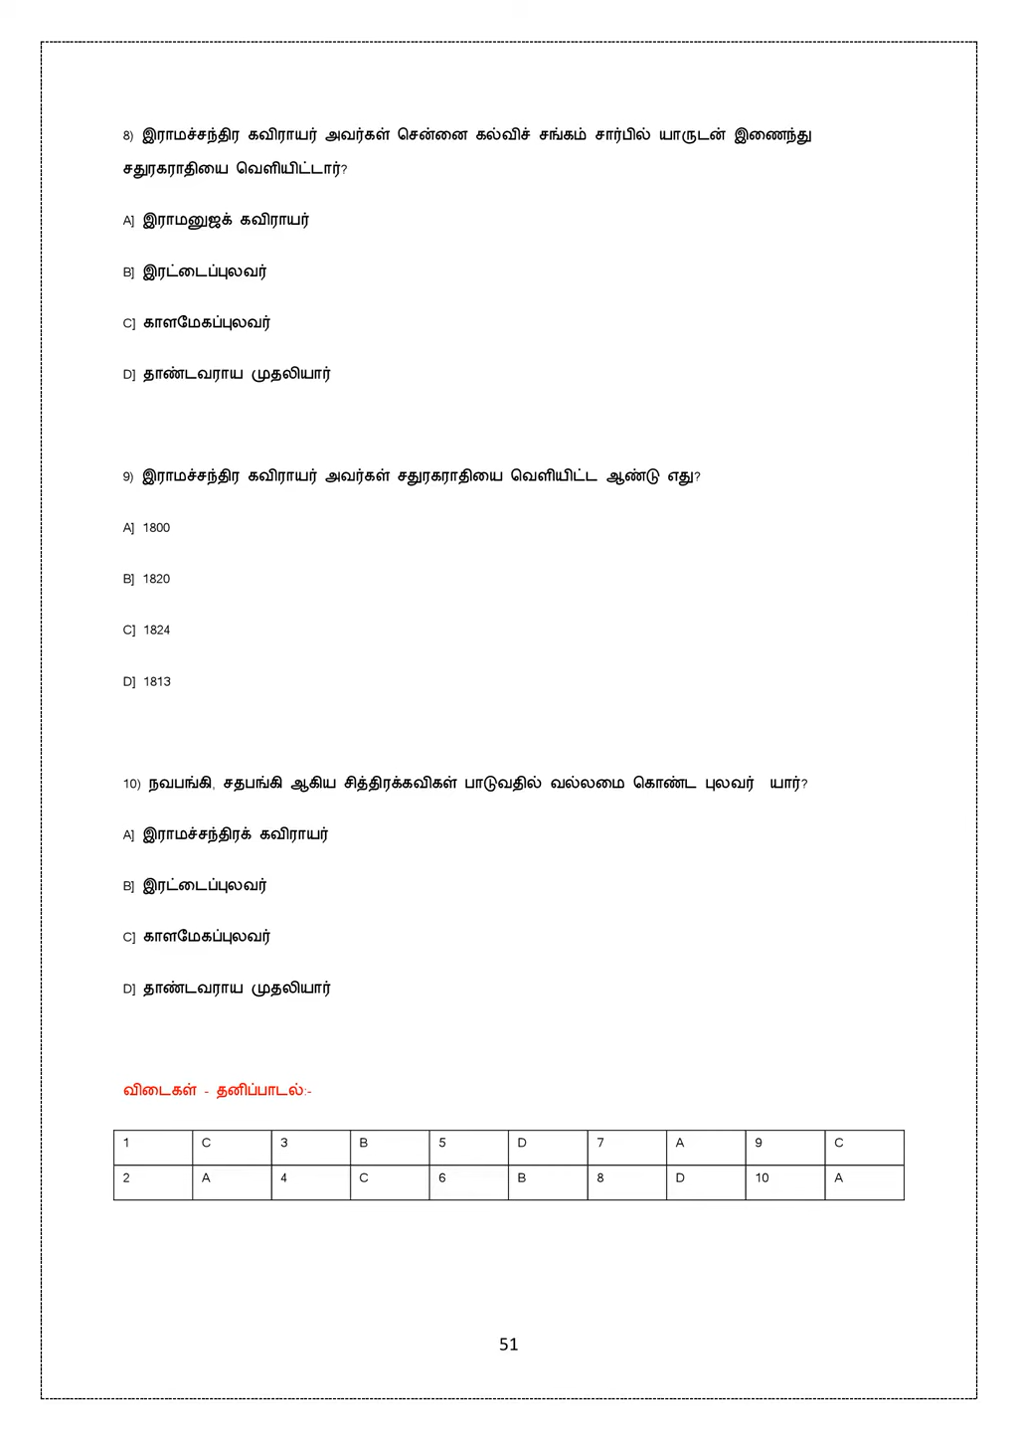 8) இராமச்சந்திர கவிராயர் அவர்கள் சென்னை கல்விச் சங்கம் சார்பில் யாருடன் இணைந்து
சதுரகராதியை வெளியிட்டார்?
A] இராமனுஜக் கவிராயர்
B] இரட்டைப்புலவர்
C] காளமேகப்புலவர்
D] தாண்டவராய முதலியார்
9) இராமச்சந்திர கவிராயர் அவர்கள் சதுரகராதியை வெளியிட்ட ஆண்டு எது?
A] 1800
B] 1820
C] 1824
D] 1813
10) நவபங்கி, சதபங்கி ஆகிய சித்திரக்கவிகள் பாடுவதில் வல்லமை கொண்ட புலவர் யார்?
A] இராமச்சந்திரக் கவிராயர்
B] இரட்டைப்புலவர்
C] காளமேகப்புலவர்
D] தாண்டவராய முதலியார்
விடைகள் - தனிப்பாடல்:-
1 C 3 B 5 D 7 A 9 C
2 A 4 C 6 B 8 D 10 A
51